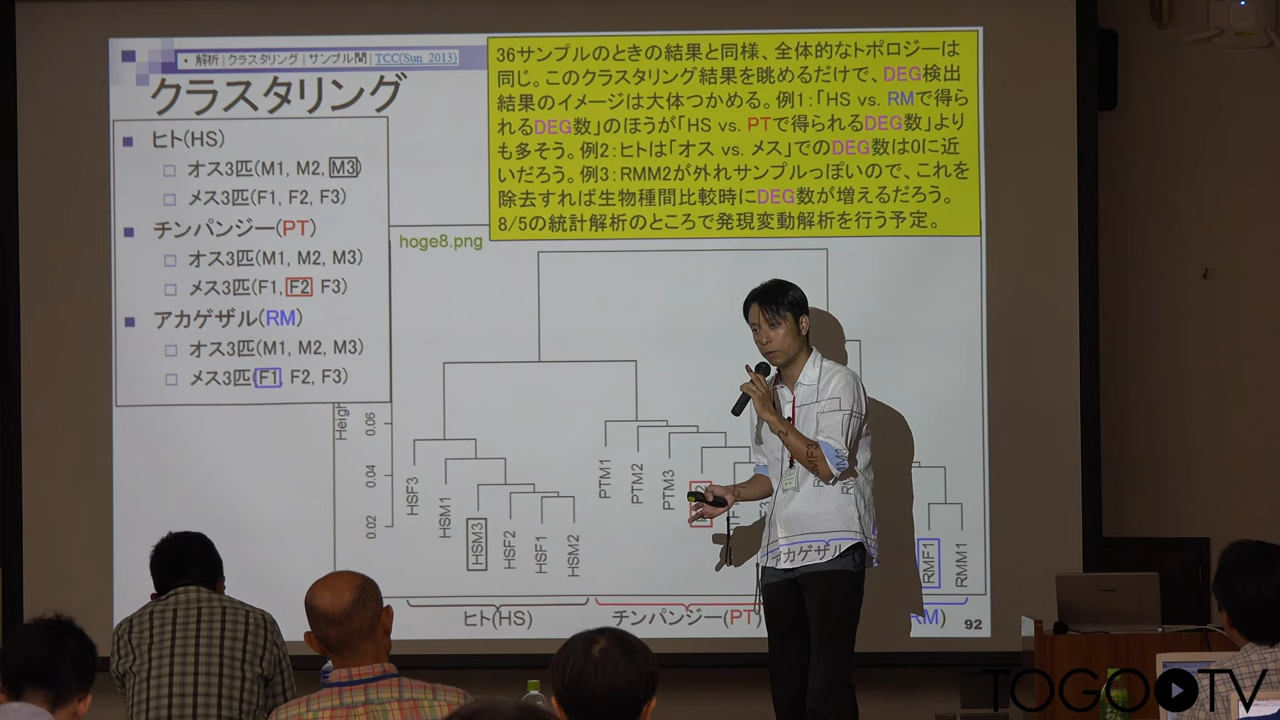 ・解析 | クラスタリング | サンプル間 | TCC(Sun_2013)
クラスタリング
36サンプルのときの結果と同様、全体的なトポロジーは
同じ。このクラスタリング結果を眺めるだけで、DEG検出
結果のイメージは大体つかめる。例1:「HS vs. RMで得ら
れるDEG数」のほうが「HS vs. PTで得られるDEG数」より
も多そう。例2:ヒトは「オス vs. メス」でのDEG数は0に近
いだろう。例3:RMM2が外れサンプルっぽいので、これを
除去すれば生物種間比較時にDEG数が増えるだろう。
8/5の統計解析のところで発現変動解析を行う予定。
ヒト(HS)
オス3匹(M1, M2, M3)
メス3匹(F1, F2, F3)
チンパンジー(PT)
オス3匹(M1, M2, M3)
メス3匹(F1, F2 F3)
アカゲザル(RM)
オス3匹(M1, M2, M3)
メス3匹(F1, F2, F3)
hoge8.png
0.06
0.04
0.02
HSF3
HSM1
HSM3
HSF2
HSF1
HSM2
PTM1
PTM2
PTM3
RMF3
RMF1
RMM1
ヒト(HS)
チンパンジー(PT)
アカゲザル
RM)
92
TOGO TV